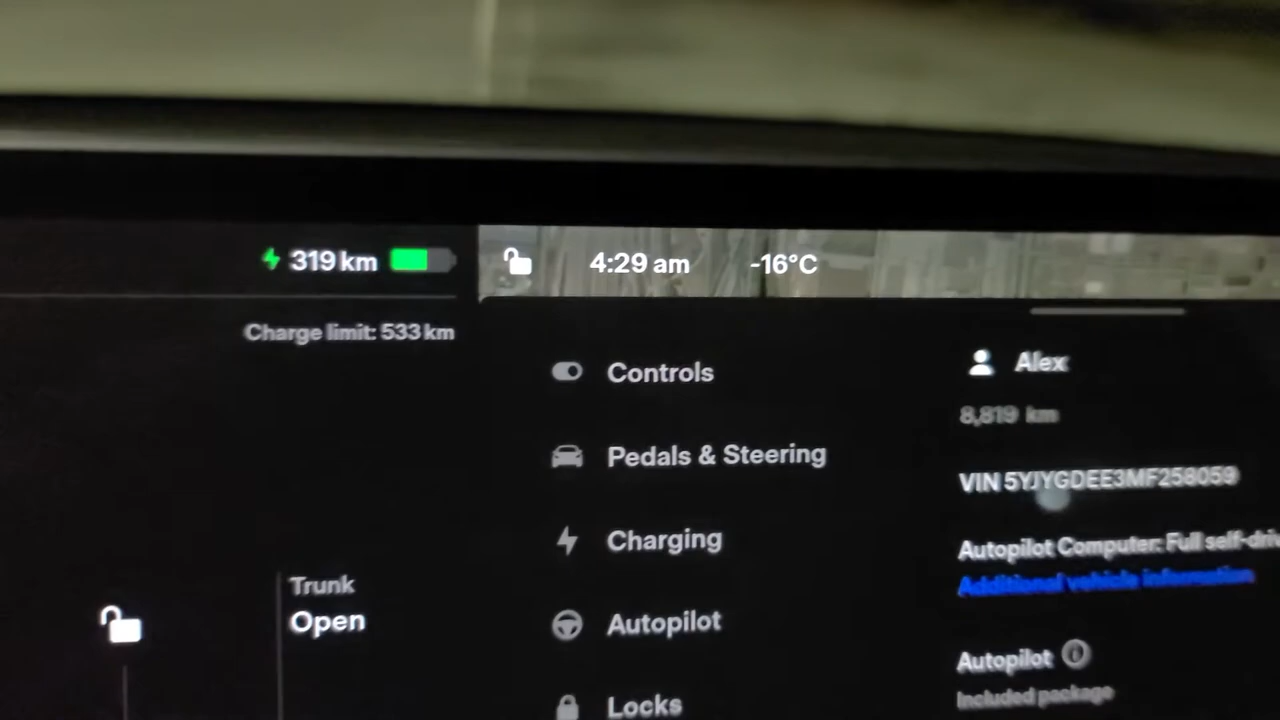 319 km
4:29 am
-16°C
Charge limit: 533 km
Controls
Alex
8,819 km
Pedals & Steering
VIN 5YJYGDEE3MF258059
Charging
Autopilot Computer: Full self-driv
Additional vehicle information
Trunk
Open
Autopilot
Autopilot
Included package
Locks